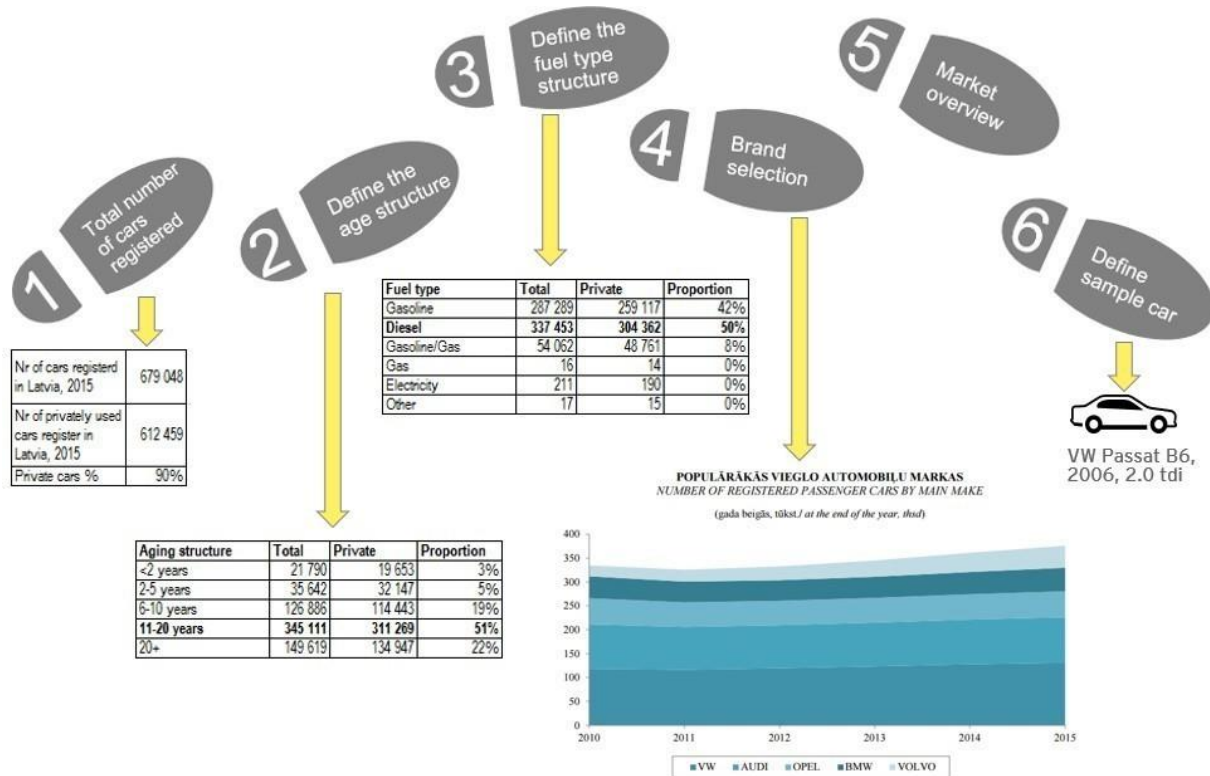 1
Total number
of cars
registered
Nr of cars registerd
in Latvia, 2015
679 048
Nr of privately used
cars register in
Latvia, 2015
612 459
Private cars %
90%
2
Define the
age structure
Aging structure Total Private Proportion
<2 years 21 790 19 653 3%
2-5 years 35 642 32 147 5%
6-10 years 126 886 114 443 19%
11-20 years 345 111 311 269 51%
20+ 149 619 134 947 22%
3
Define the
fuel type
structure
Fuel type Total Private Proportion
Gasoline 287 289 259 117 42%
Diesel 337 453 304 362 50%
Gasoline/Gas 54 062 48 761 8%
Gas 16 14 0%
Electricity 211 190 0%
Other 17 15 0%
4
Brand
selection
POPULĀRĀKĀS VIEGLO AUTOMOBIĻU MARKAS
NUMBER OF REGISTERED PASSENGER CARS BY MAIN MAKE
(gada beigās, tūkst./ at the end of the year, thsd)
400
350
300
250
200
150
100
50
0
2010 2011 2012 2013 2014 2015
VW AUDI OPEL BMW VOLVO
5
Market
overview
6
Define
sample car
VW Passat B6,
2006, 2.0 tdi